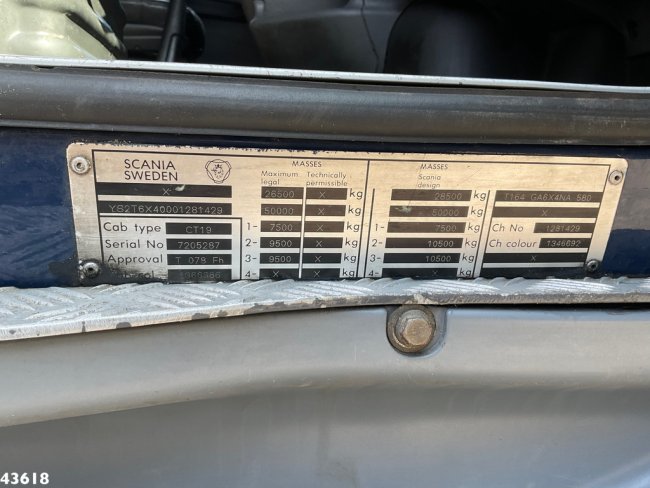 SCANIA
SWEDEN
X
YS2T6X40001281429
Cab type CT19
Serial No 7205287
Approval T 078 Fh
MASSES
Maximum legal Technically permissible
26500 X kg
50000 X kg
1- 7500 X kg
2- 9500 X kg
3- 9500 X kg
4- X X kg
MASSES
Scania design
28500 kg
50000 kg
1- 7500 kg
2- 10500 kg
3- 10500 kg
4- X kg
T164 GA6X4NA 580
X
Ch No 1281429
Ch colour 1346692
X
43618